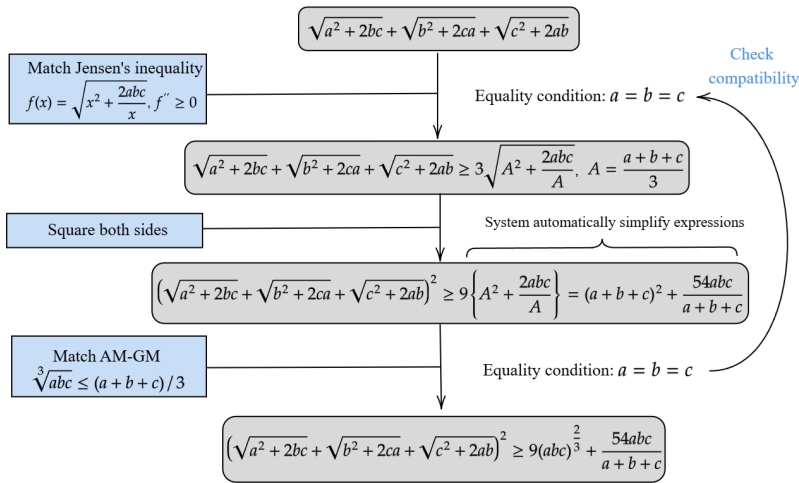 √(a² + 2bc) + √(b² + 2ca) + √(c² + 2ab)
Match Jensen's inequality
f(x) = √(x² + 2abc/x), f'' ≥ 0
Equality condition: a = b = c
Check
compatibility
√(a² + 2bc) + √(b² + 2ca) + √(c² + 2ab) ≥ 3√(A² + 2abc/A), A = (a + b + c)/3
Square both sides
System automatically simplify expressions
(√(a² + 2bc) + √(b² + 2ca) + √(c² + 2ab))² ≥ 9{A² + 2abc/A} = (a + b + c)² + 54abc/(a + b + c)
Match AM-GM
∛(abc) ≤ (a + b + c)/3
Equality condition: a = b = c
(√(a² + 2bc) + √(b² + 2ca) + √(c² + 2ab))² ≥ 9(abc)^(2/3) + 54abc/(a + b + c)